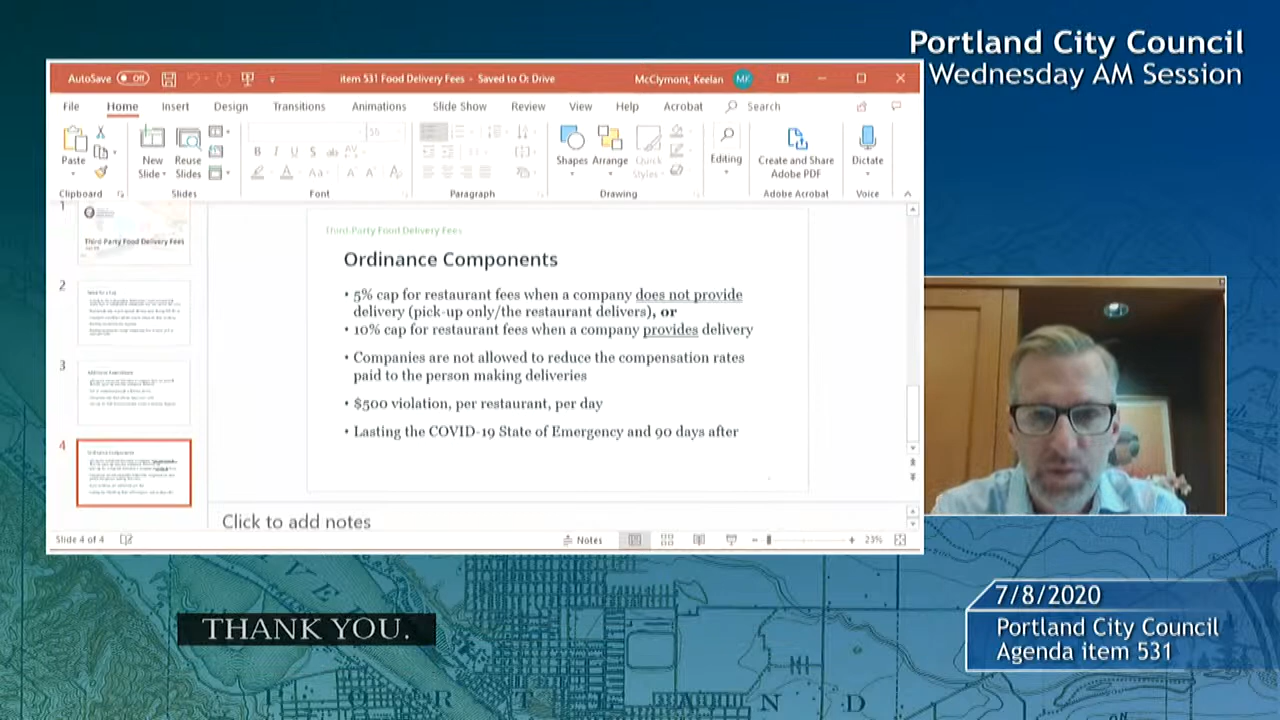 Portland City Council
Wednesday AM Session
AutoSave Off
item 531 Food Delivery Fees - Saved to O: Drive
McClymont, Keelan MK
File Home Insert Design Transitions Animations Slide Show Review View Help Acrobat Search
Paste
New Slide
Reuse Slides
Shapes
Arrange
Quick Styles
Editing
Create and Share Adobe PDF
Dictate
Clipboard Slides Font Paragraph Drawing Adobe Acrobat Voice
1
Third-Party Food Delivery Fees
2
3
4
Ordinance Components
Third-Party Food Delivery Fees
Ordinance Components
• 5% cap for restaurant fees when a company does not provide
delivery (pick-up only/the restaurant delivers), or
• 10% cap for restaurant fees when a company provides delivery
• Companies are not allowed to reduce the compensation rates
paid to the person making deliveries
• $500 violation, per restaurant, per day
• Lasting the COVID-19 State of Emergency and 90 days after
Click to add notes
Slide 4 of 4
Notes
23%
THANK YOU.
7/8/2020
Portland City Council
Agenda item 531